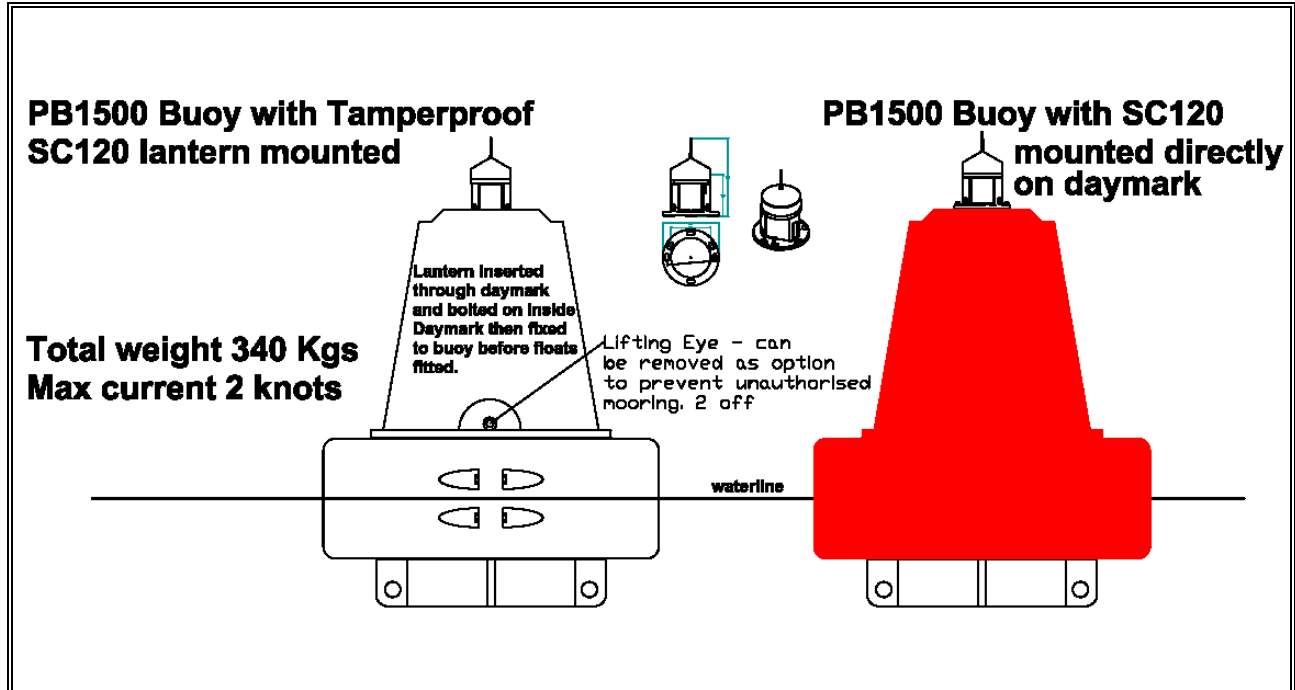 PB1500 Buoy with Tamperproof
SC120 lantern mounted
PB1500 Buoy with SC120
mounted directly
on daymark
Lantern inserted
through daymark
and bolted on inside
Daymark then fixed
to buoy before floats
fitted.
Total weight 340 Kgs
Max current 2 knots
Lifting Eye - can
be removed as option
to prevent unauthorised
mooring. 2 off
waterline